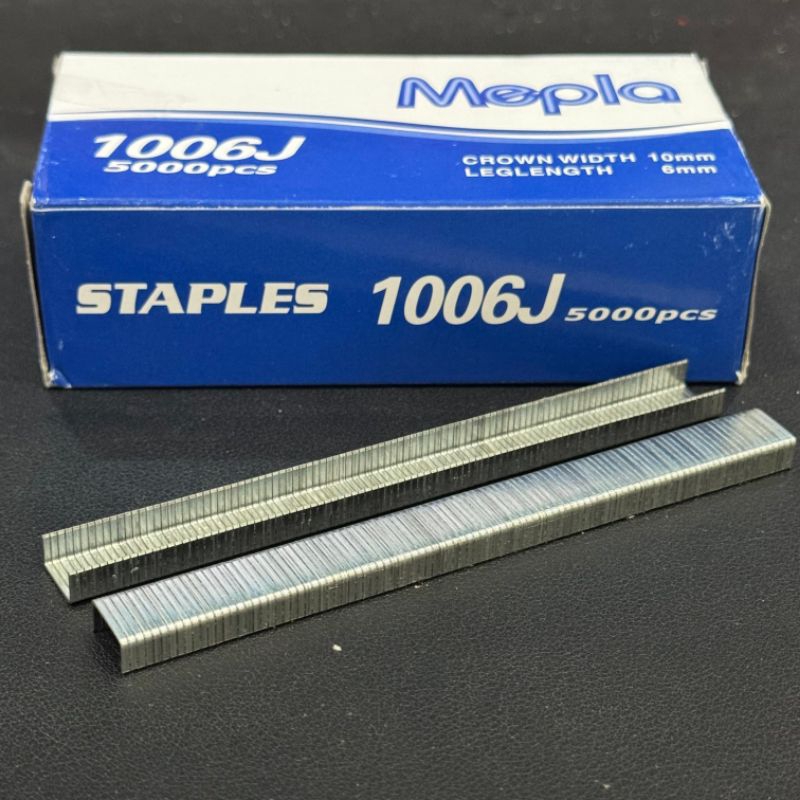 Mepla
1006J
5000pcs
CROWN WIDTH 10mm
LEGLENGTH 6mm
STAPLES 1006J 5000pcs